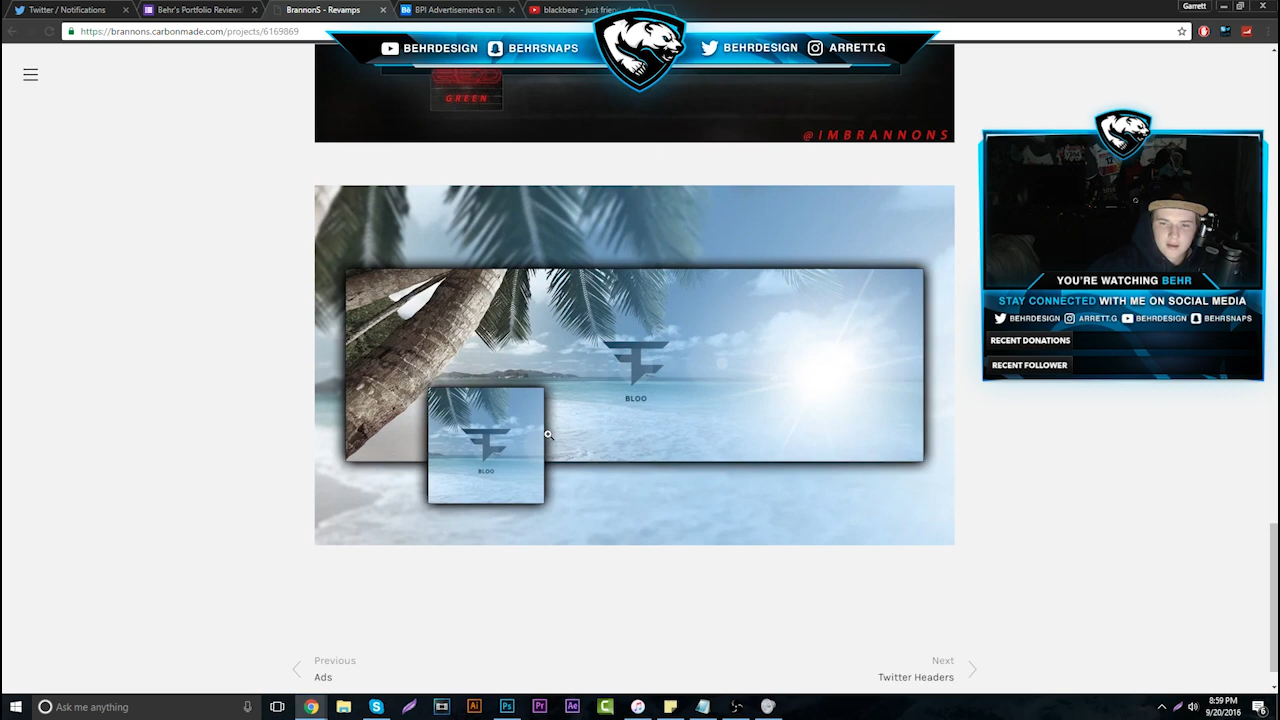 Twitter / Notifications
Behr's Portfolio Reviews!
BrannonS - Revamps
BPI Advertisements on B
blackbear - just frien
Garrett
https://brannons.carbonmade.com/projects/6169869
BEHRDESIGN
BEHRSNAPS
BEHRDESIGN
ARRETT.G
GREEN
@IMBRANNONS
BLOO
BLOO
YOU'RE WATCHING BEHR
STAY CONNECTED WITH ME ON SOCIAL MEDIA
BEHRDESIGN ARRETT.G BEHRDESIGN BEHRSNAPS
RECENT DONATIONS
RECENT FOLLOWER
Previous
Ads
Next
Twitter Headers
Ask me anything
8:59 PM
9/20/2016